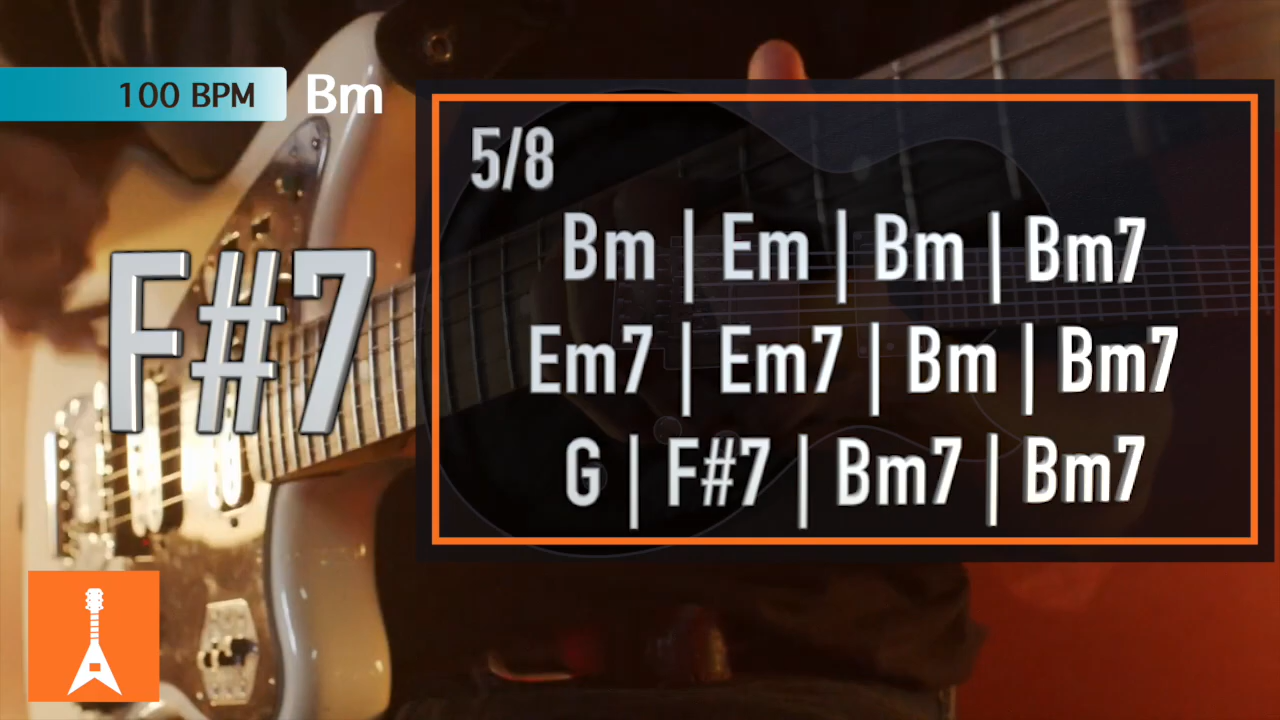 100 BPM Bm
5/8
Bm | Em | Bm | Bm7
F#7
Em7 | Em7 | Bm | Bm7
G | F#7 | Bm7 | Bm7